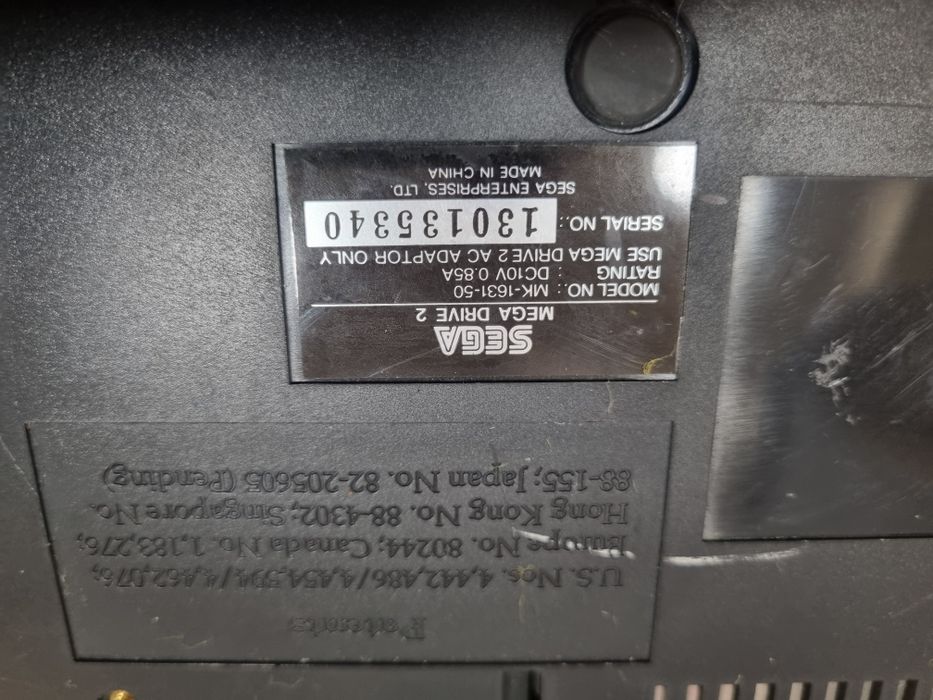 SEGA
MEGA DRIVE 2
MODEL NO.: MK-1631-50
RATING : DC10V 0.85A
USE MEGA DRIVE 2 AC ADAPTOR ONLY
SERIAL NO.: 130135340
SEGA ENTERPRISES, LTD.
MADE IN CHINA
Patents
U.S. Nos. 4,442,486/4,454,594/4,462,076;
Europe No. 80244; Canada No. 1,183,276;
Hong Kong No. 88-4302; Singapore No.
88-155; Japan No. 82-205605 (Pending)